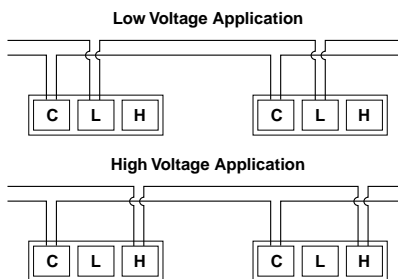 Low Voltage Application
C L H C L H
High Voltage Application
C L H C L H